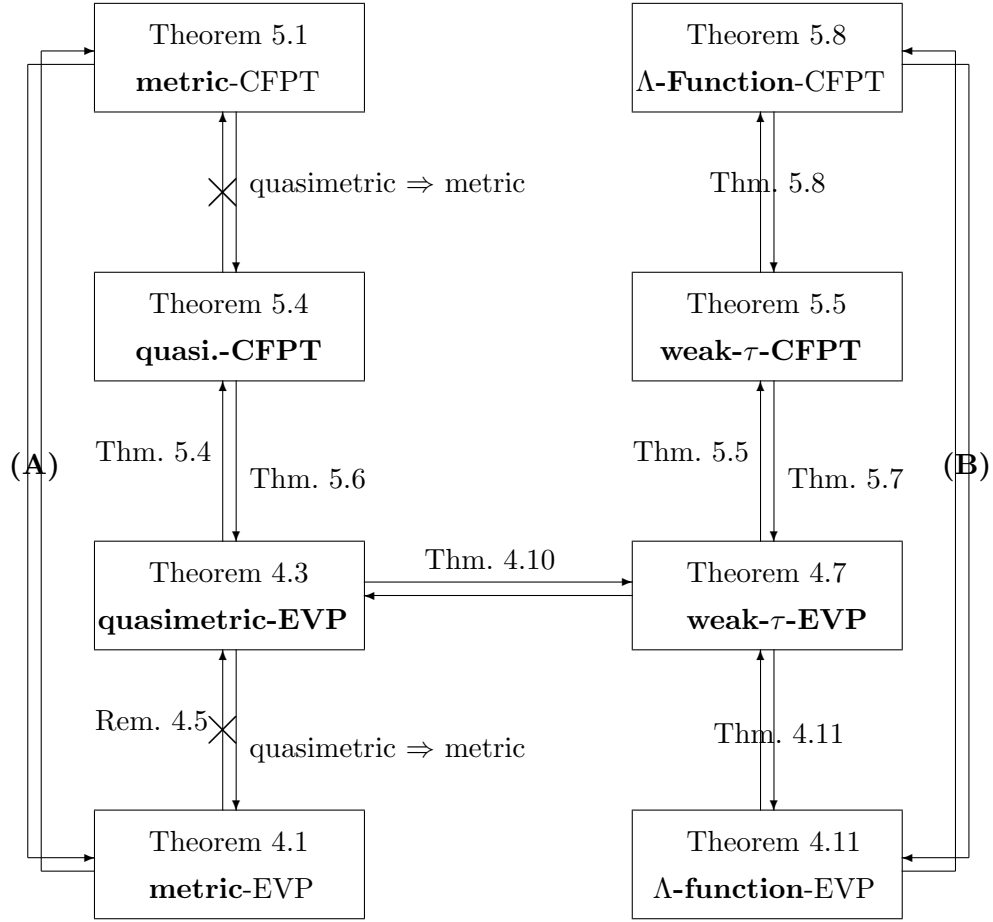 Theorem 5.1
metric-CFPT
Theorem 5.8
Λ-Function-CFPT
quasimetric ⇒ metric
Thm. 5.8
Theorem 5.4
quasi.-CFPT
Theorem 5.5
weak-τ-CFPT
Thm. 5.4
Thm. 5.6
Thm. 5.5
Thm. 5.7
(A)
(B)
Theorem 4.3
quasimetric-EVP
Thm. 4.10
Theorem 4.7
weak-τ-EVP
Rem. 4.5
quasimetric ⇒ metric
Thm. 4.11
Theorem 4.1
metric-EVP
Theorem 4.11
Λ-function-EVP